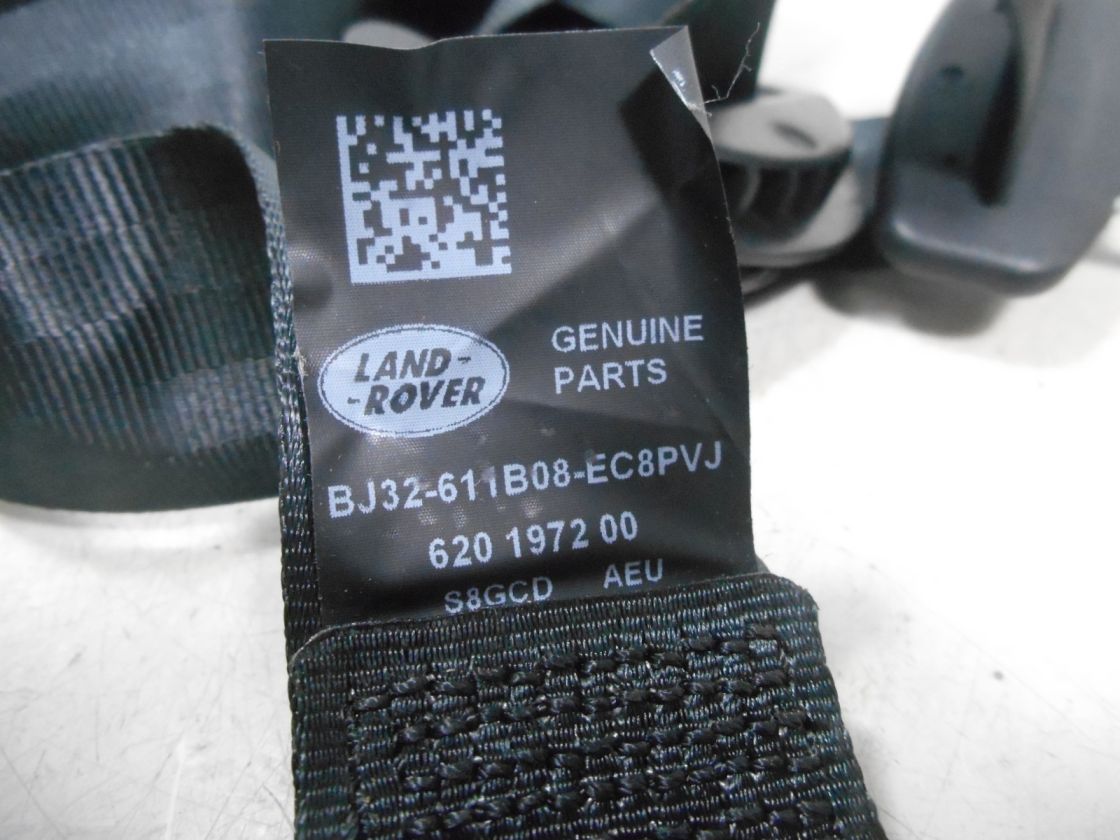 LAND-
-ROVER
GENUINE
PARTS
BJ32-611B08-EC8PVJ
620 1972 00
S8GCD AEU